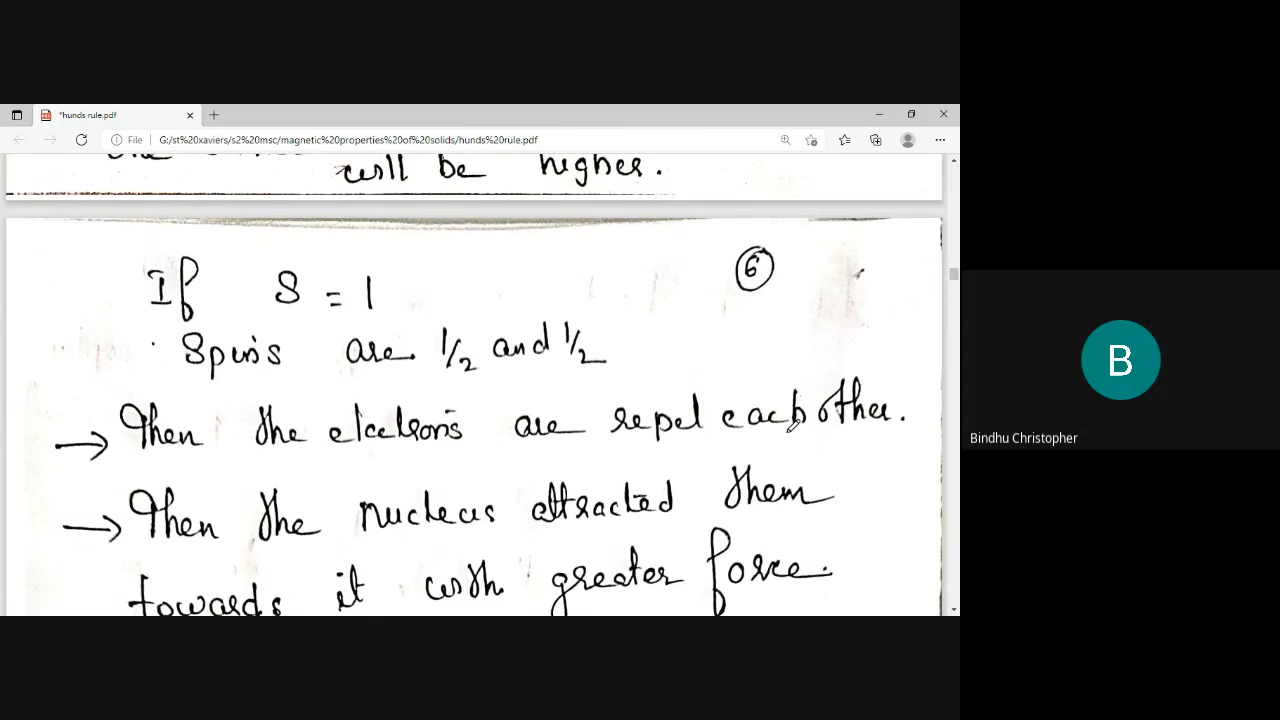 *hunds rule.pdf
File
G:/st%20xaviers/s2%20msc/magnetic%20properties%20of%20solids/hunds%20rule.pdf
will be higher.
6
If S = 1
Spins are 1/2 and 1/2
→ Then the electrons are repel each other.
→ Then the nucleus attracted them
towards it with greater force.
B
Bindhu Christopher